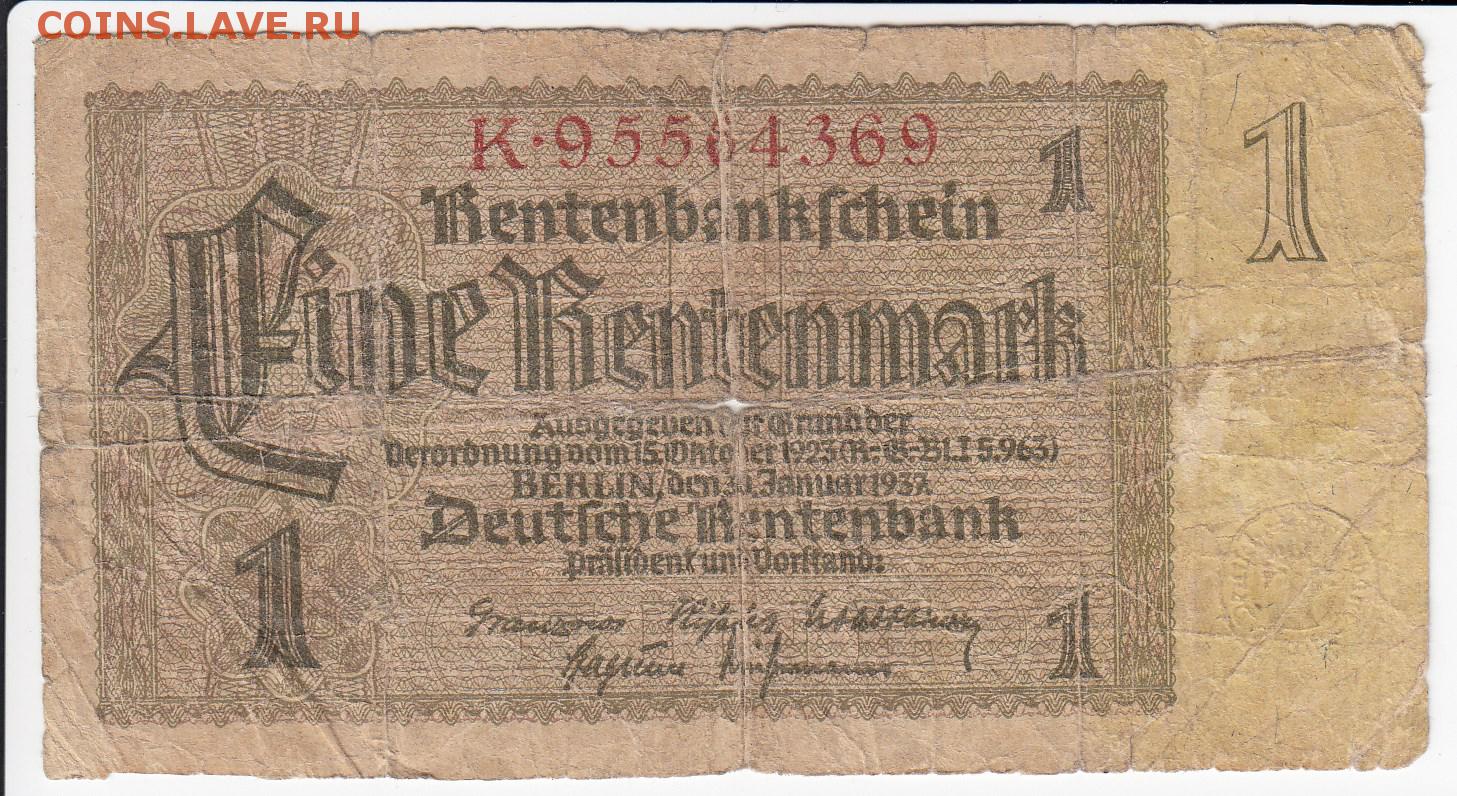 COINS.LAVE.RU
K·95564369
1
1
Rentenbankſchein
Eine Rentenmark
Ausgegeben der Grund der
Verordnung vom 15. Oktober 1923 (R=G=Bl.I S.963)
BERLIN, den 30. Januar 1937.
Deutſche Rentenbank
Präſident und Vorſtand:
1
1